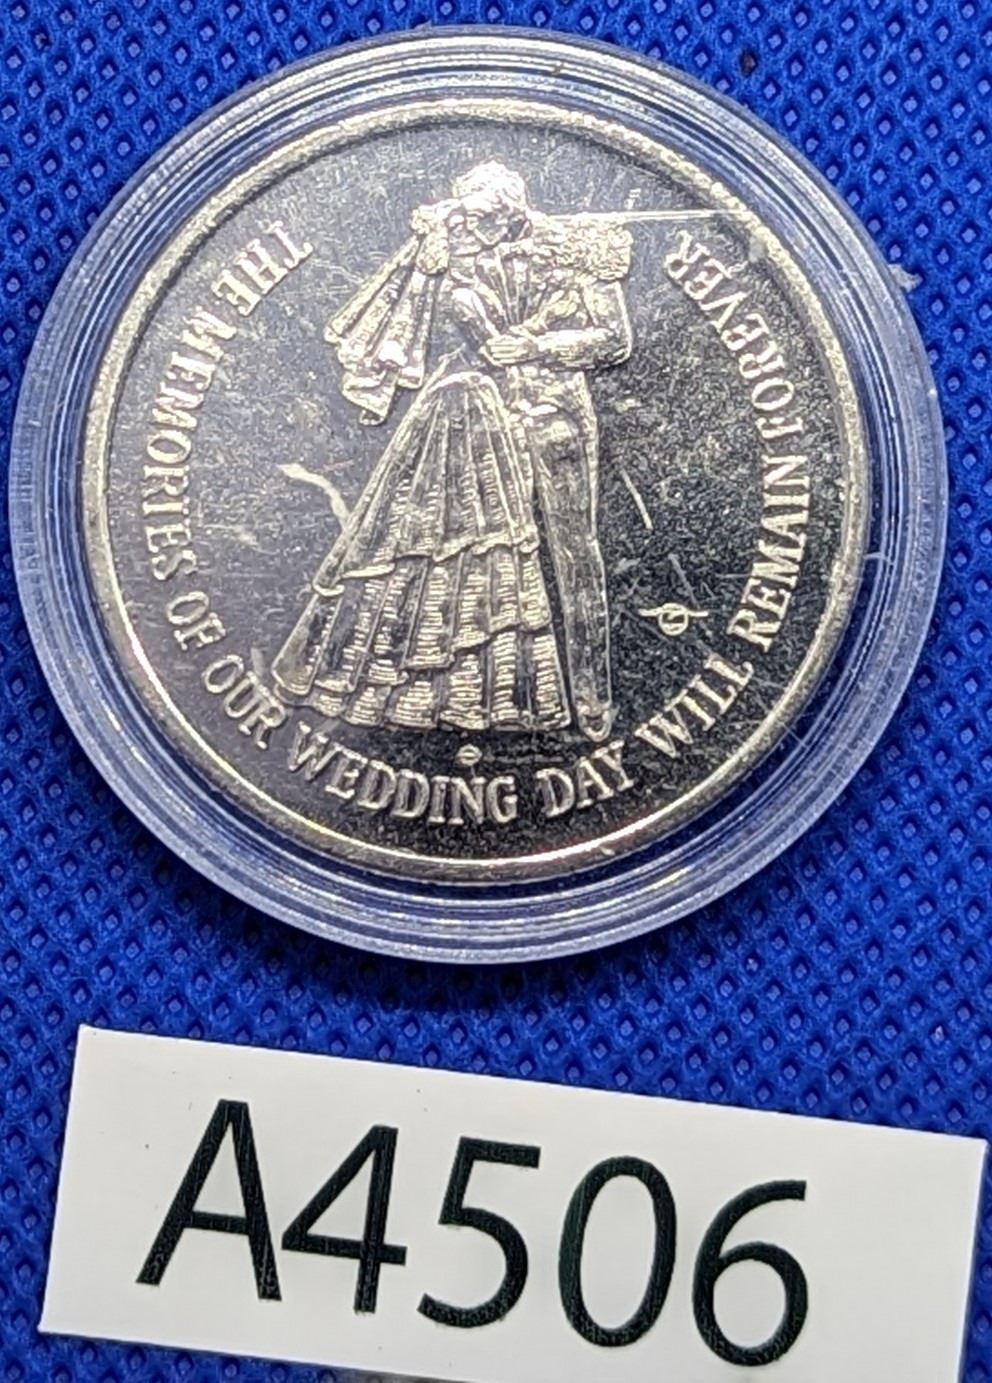 THE MEMORIES OF OUR WEDDING DAY WILL REMAIN FOREVER
A4506